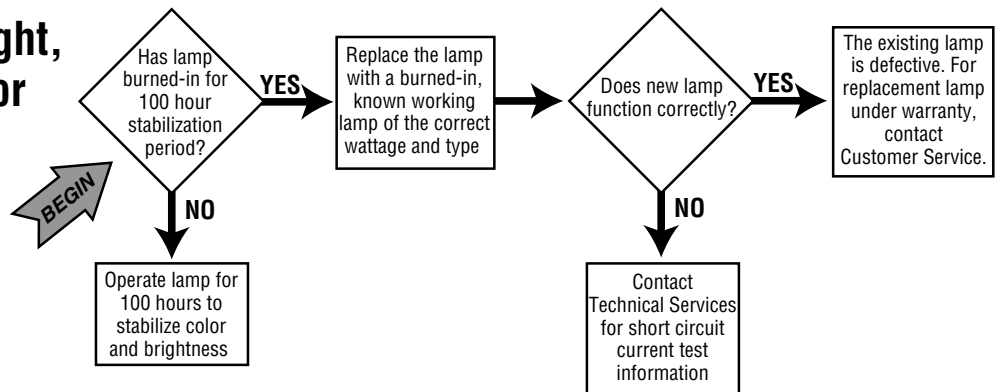 ght,
or
BEGIN
Has lamp
burned-in for
100 hour
stabilization
period?
YES
NO
Operate lamp for
100 hours to
stabilize color
and brightness
Replace the lamp
with a burned-in,
known working
lamp of the correct
wattage and type
Does new lamp
function correctly?
YES
NO
Contact
Technical Services
for short circuit
current test
information
The existing lamp
is defective. For
replacement lamp
under warranty,
contact
Customer Service.